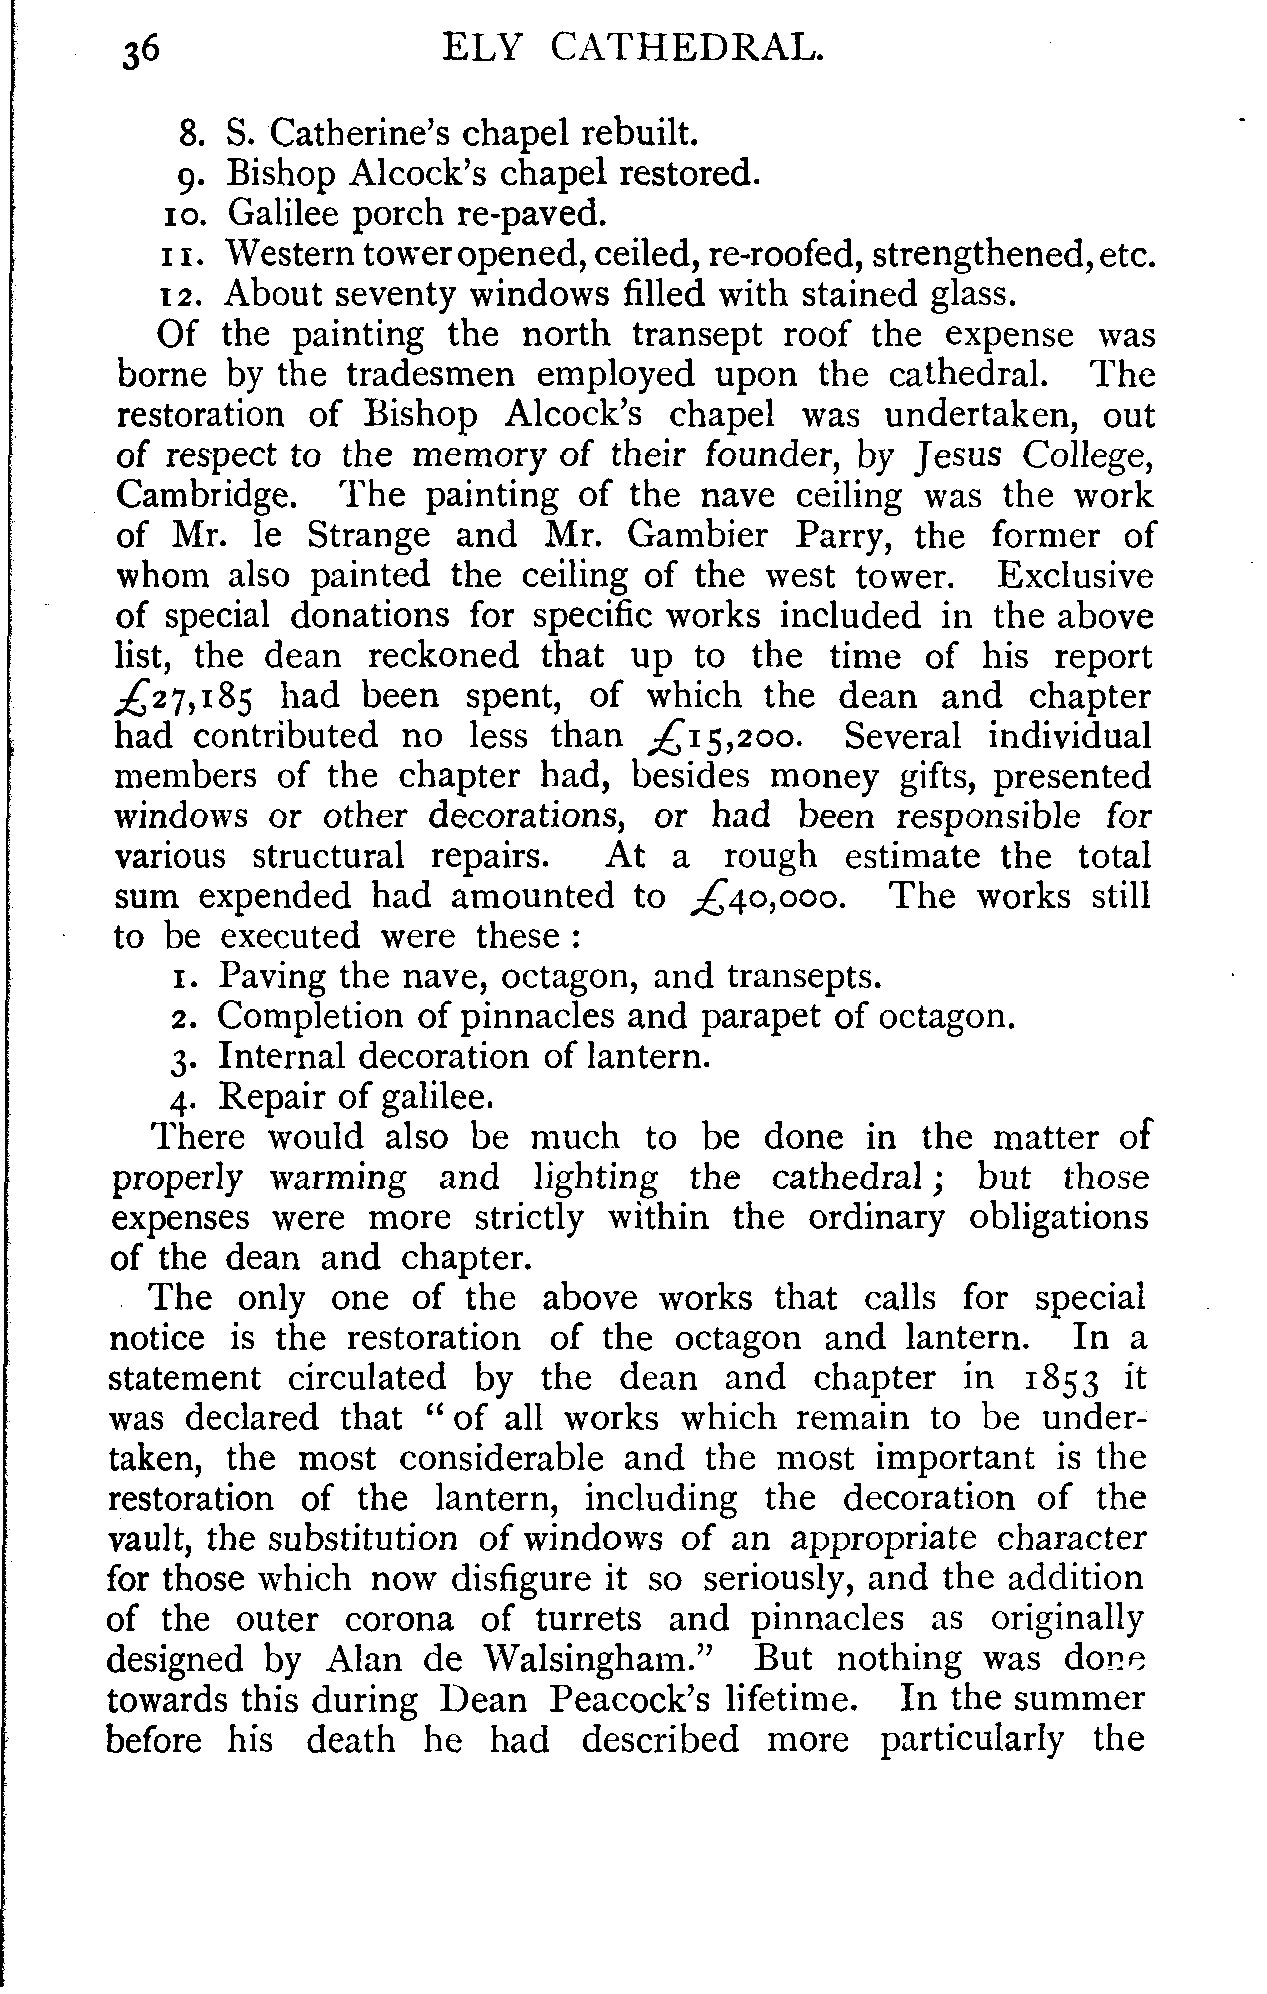 36 ELY CATHEDRAL.
8. S. Catherine's chapel rebuilt.
9. Bishop Alcock's chapel restored.
10. Galilee porch re-paved.
11. Western tower opened, ceiled, re-roofed, strengthened, etc.
12. About seventy windows filled with stained glass.
Of the painting the north transept roof the expense was
borne by the tradesmen employed upon the cathedral. The
restoration of Bishop Alcock's chapel was undertaken, out
of respect to the memory of their founder, by Jesus College,
Cambridge. The painting of the nave ceiling was the work
of Mr. le Strange and Mr. Gambier Parry, the former of
whom also painted the ceiling of the west tower. Exclusive
of special donations for specific works included in the above
list, the dean reckoned that up to the time of his report
£27,185 had been spent, of which the dean and chapter
had contributed no less than £15,200. Several individual
members of the chapter had, besides money gifts, presented
windows or other decorations, or had been responsible for
various structural repairs. At a rough estimate the total
sum expended had amounted to £40,000. The works still
to be executed were these :
1. Paving the nave, octagon, and transepts.
2. Completion of pinnacles and parapet of octagon.
3. Internal decoration of lantern.
4. Repair of galilee.
There would also be much to be done in the matter of
properly warming and lighting the cathedral ; but those
expenses were more strictly within the ordinary obligations
of the dean and chapter.
The only one of the above works that calls for special
notice is the restoration of the octagon and lantern. In a
statement circulated by the dean and chapter in 1853 it
was declared that " of all works which remain to be under-
taken, the most considerable and the most important is the
restoration of the lantern, including the decoration of the
vault, the substitution of windows of an appropriate character
for those which now disfigure it so seriously, and the addition
of the outer corona of turrets and pinnacles as originally
designed by Alan de Walsingham." But nothing was done
towards this during Dean Peacock's lifetime. In the summer
before his death he had described more particularly the